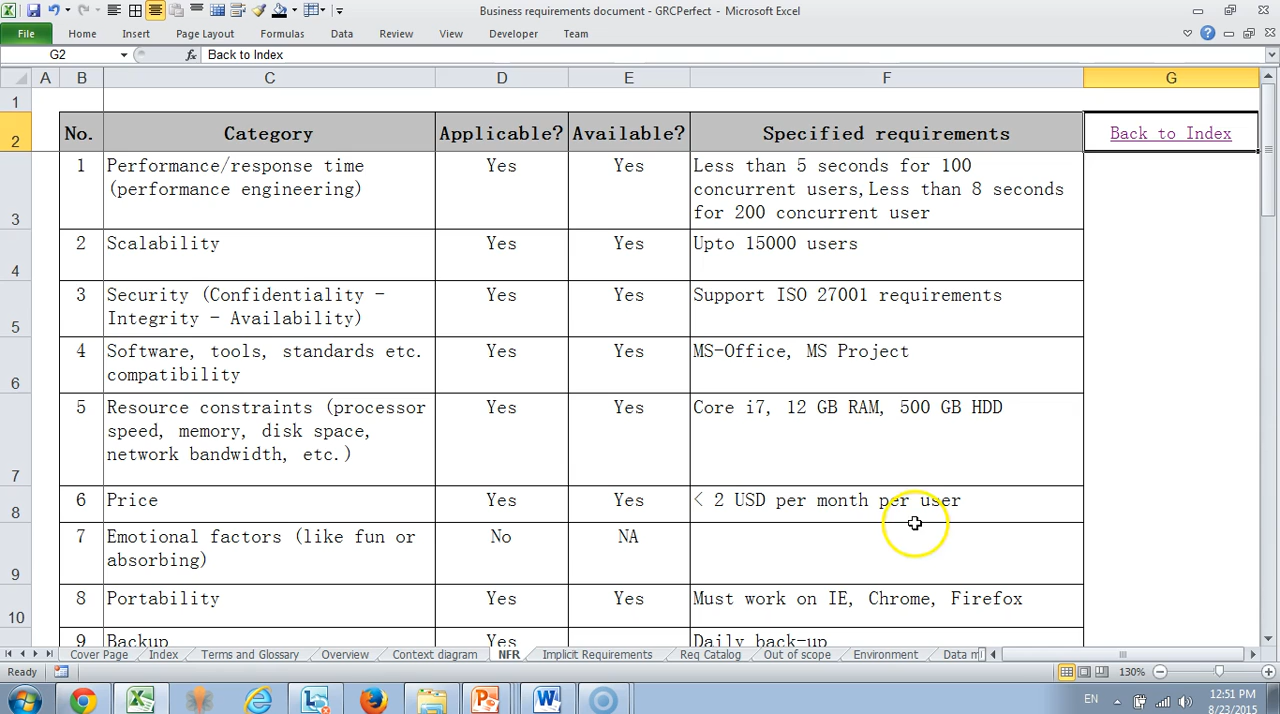 Business requirements document - GRCPerfect - Microsoft Excel
File Home Insert Page Layout Formulas Data Review View Developer Team
G2 fx Back to Index
A B C D E F G
1
2 No. Category Applicable? Available? Specified requirements Back to Index
3 1 Performance/response time Yes Yes Less than 5 seconds for 100
(performance engineering) concurrent users,Less than 8 seconds
for 200 concurrent user
4 2 Scalability Yes Yes Upto 15000 users
5 3 Security (Confidentiality - Yes Yes Support ISO 27001 requirements
Integrity - Availability)
6 4 Software, tools, standards etc. Yes Yes MS-Office, MS Project
compatibility
7 5 Resource constraints (processor Yes Yes Core i7, 12 GB RAM, 500 GB HDD
speed, memory, disk space,
network bandwidth, etc.)
8 6 Price Yes Yes < 2 USD per month per user
9 7 Emotional factors (like fun or No NA
absorbing)
10 8 Portability Yes Yes Must work on IE, Chrome, Firefox
9 Backup Yes Daily back-up
Cover Page Index Terms and Glossary Overview Context diagram NFR Implicit Requirements Req Catalog Out of scope Environment Data m
Ready 130%
EN 12:51 PM
8/23/2015